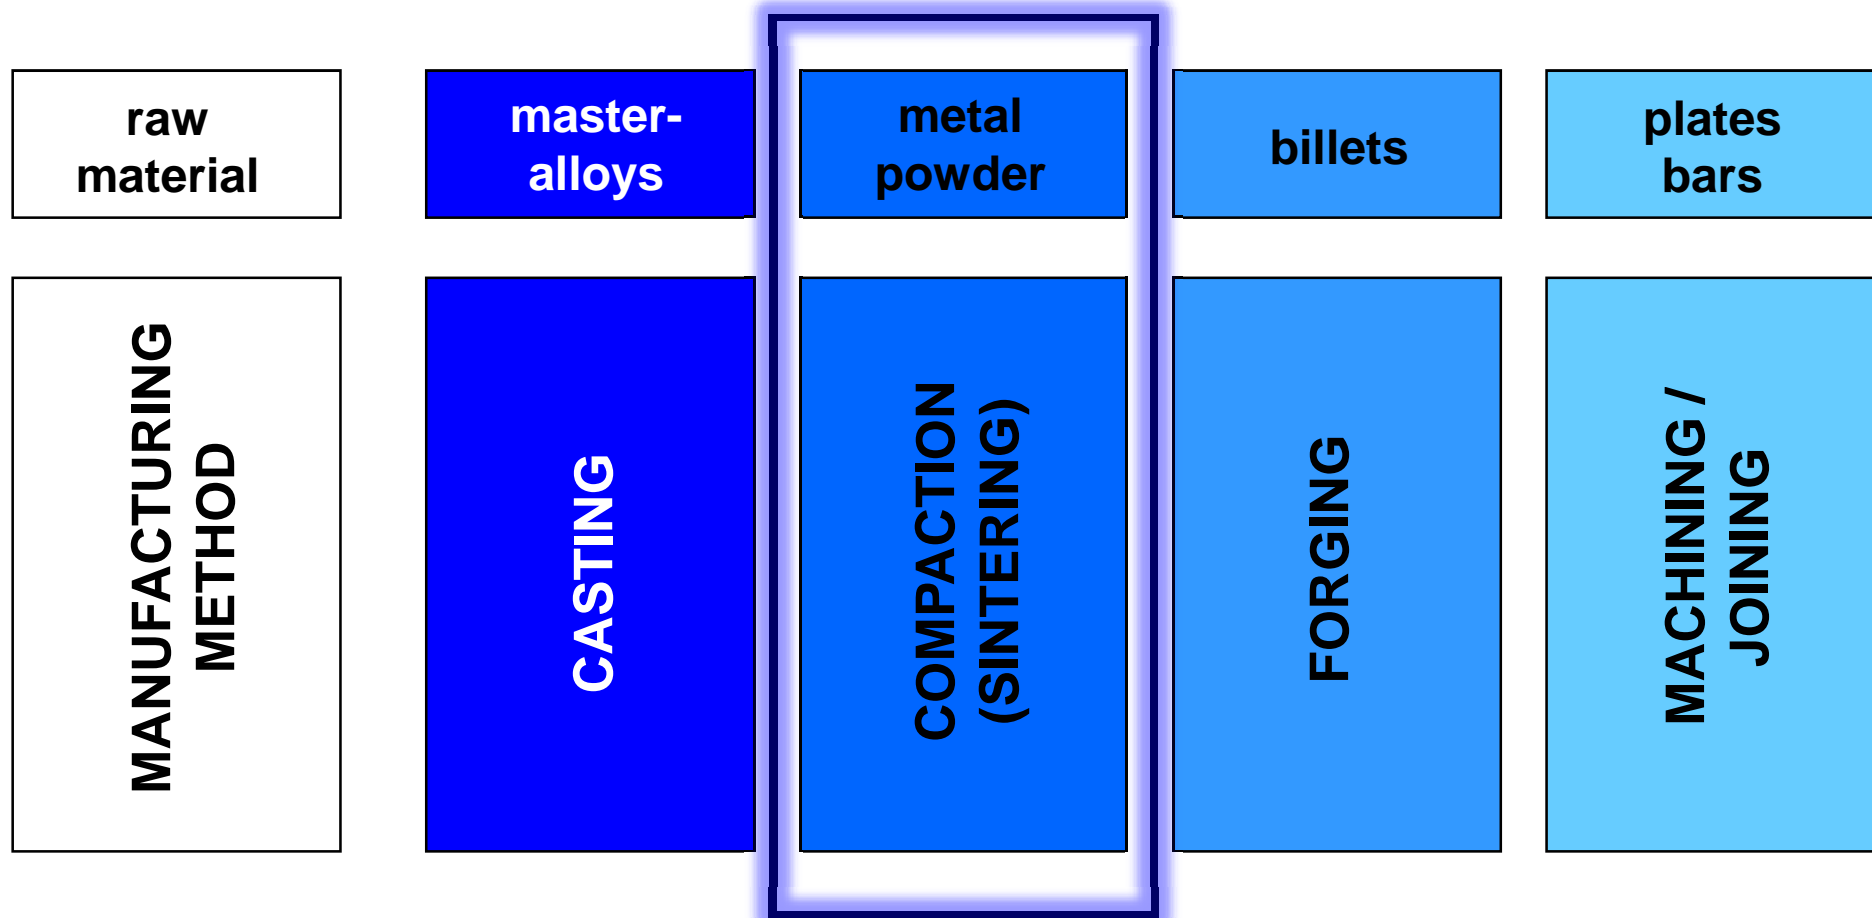 raw
material
master-
alloys
metal
powder
billets
plates
bars
MANUFACTURING
METHOD
CASTING
COMPACTION
(SINTERING)
FORGING
MACHINING /
JOINING